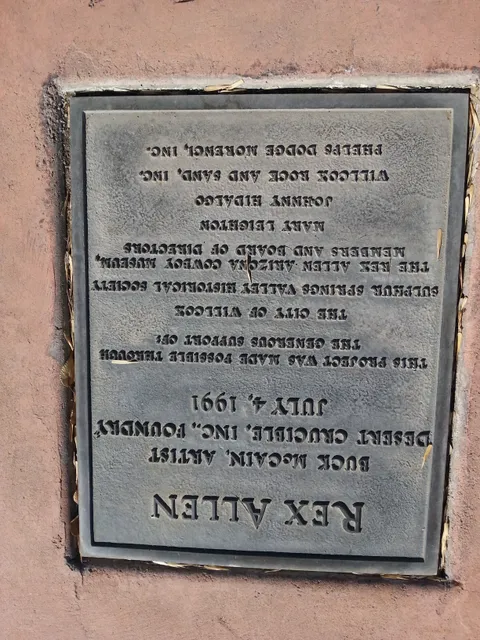 REX ALLEN
BUCK McCAIN, ARTIST
DESERT CRUCIBLE, INC., FOUNDRY
JULY 4, 1991
THIS PROJECT WAS MADE POSSIBLE THROUGH
THE GENEROUS SUPPORT OF:
THE CITY OF WILLCOX
SULPHUR SPRINGS VALLEY HISTORICAL SOCIETY
THE REX ALLEN ARIZONA COWBOY MUSEUM,
MEMBERS AND BOARD OF DIRECTORS
MARY LEIGHTON
JOHNNY HIDALGO
WILLCOX ROCK AND SAND, INC.
PHELPS DODGE MORENCI, INC.